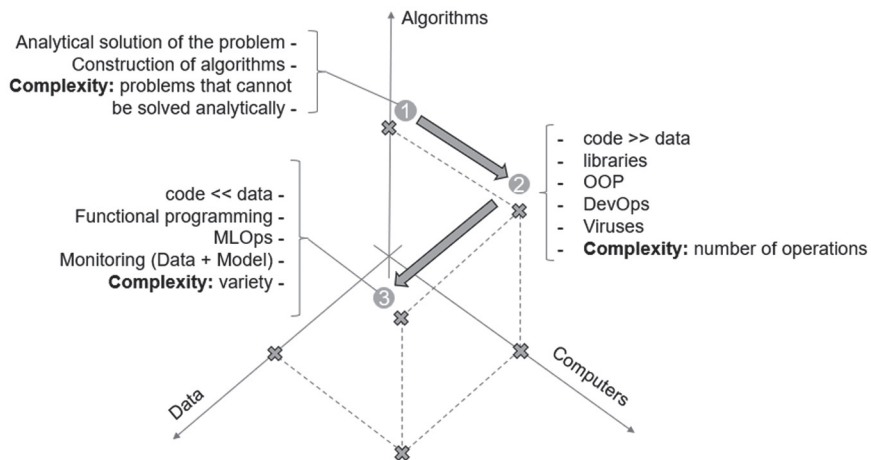 Algorithms
Analytical solution of the problem -
Construction of algorithms -
Complexity: problems that cannot
be solved analytically -
1
2
- code >> data
- libraries
- OOP
- DevOps
- Viruses
- Complexity: number of operations
code << data -
Functional programming -
MLOps -
Monitoring (Data + Model) -
Complexity: variety -
3
Data
Computers